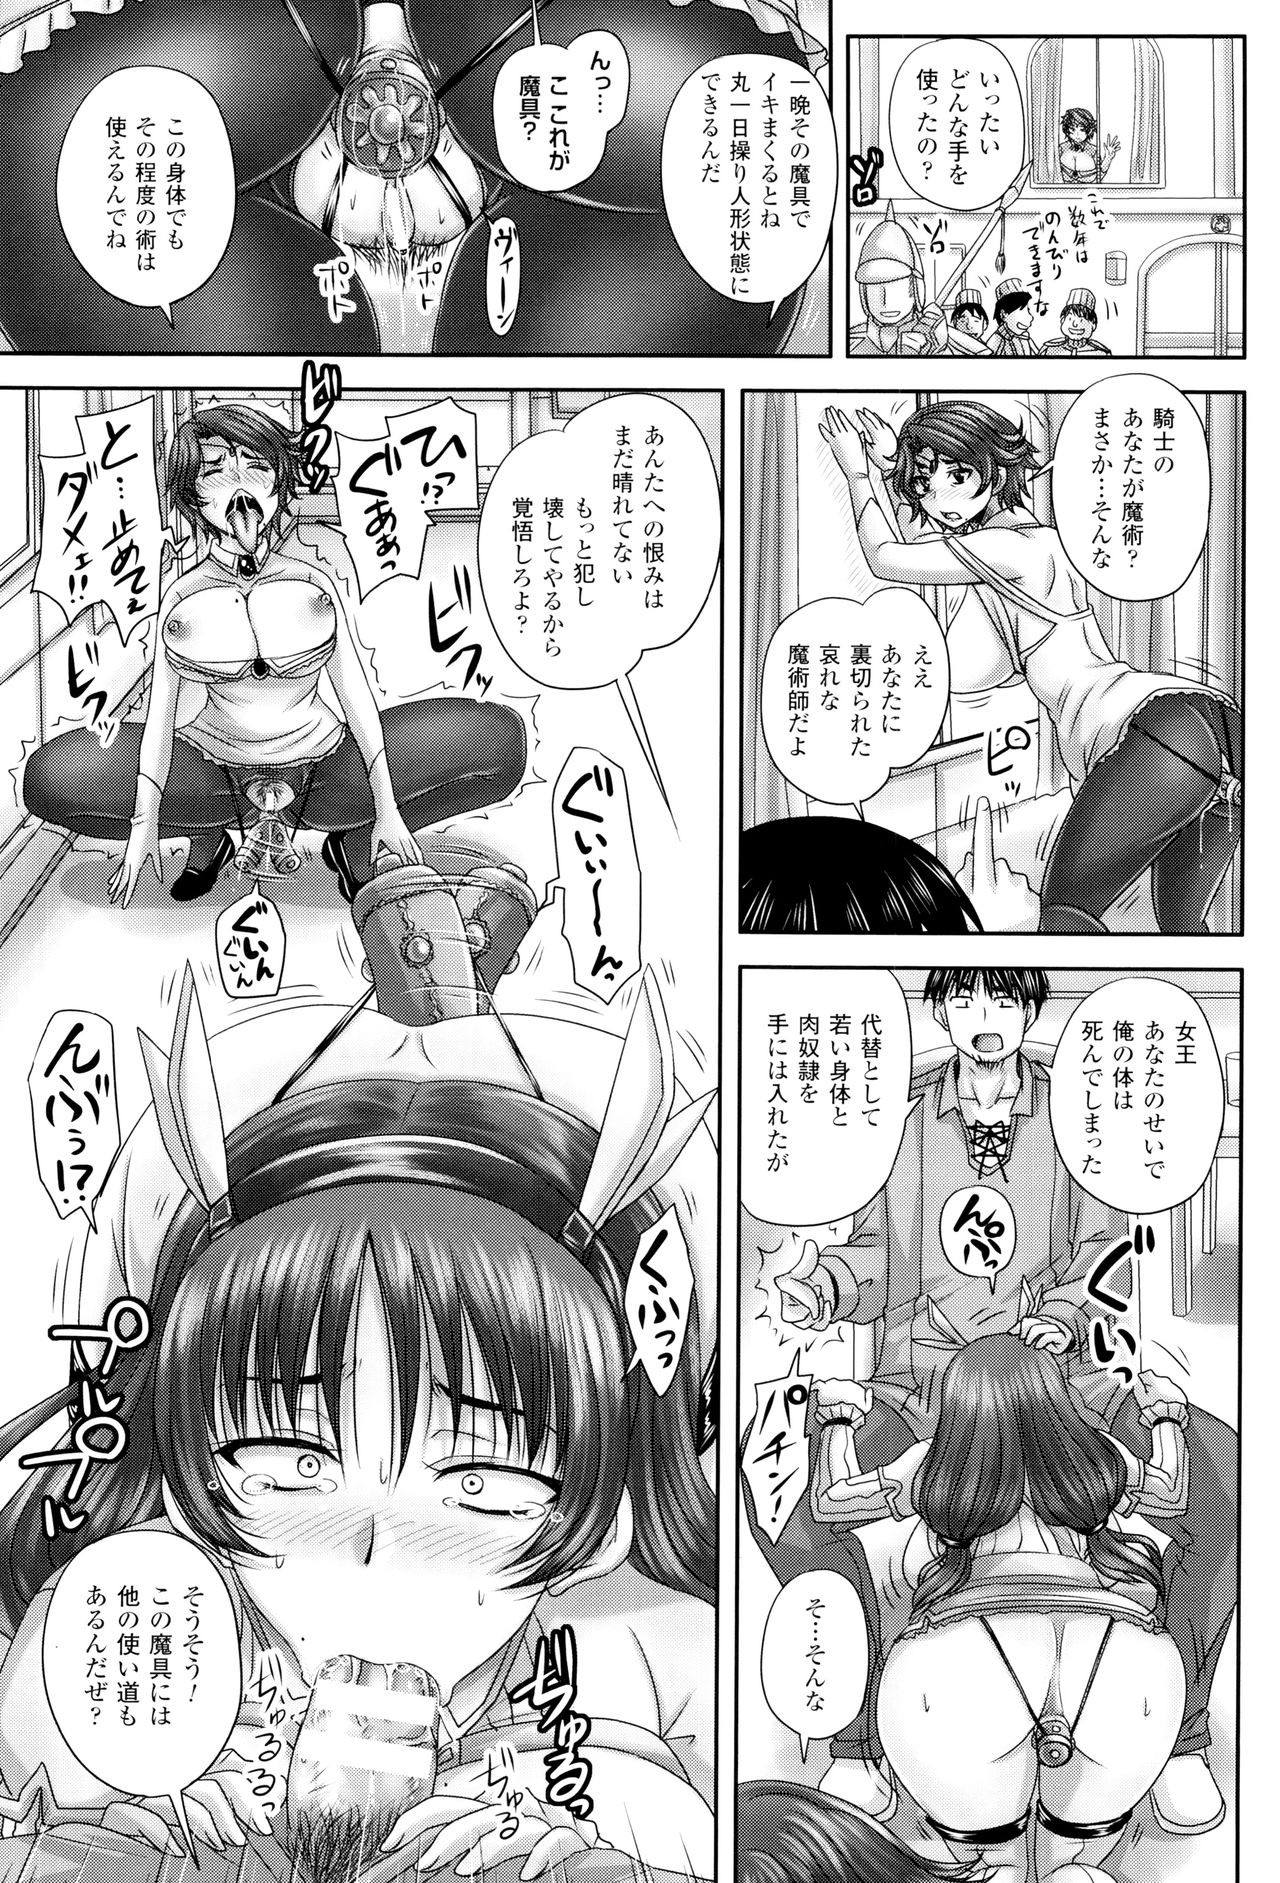 いったい
どんな手を
使ったの？
これで
数年は
のんびり
できますな
ゾロ
ゾロ
一晩その魔具で
イキまくるとね
丸一日操り人形状態に
できるんだ
んっ…
こ これが
魔具？
この身体でも
その程度の術は
使えるんでね
ヴィーン
ポト
ポト
騎士の
あなたが魔術？
まさか…そんな
ええ
あなたに
裏切られた
哀れな
魔術師だよ
ピッ
あんたへの恨みは
まだ晴れてない
もっと犯し
壊してやるから
覚悟しろよ？
ひっ!?
ぐああぁっ
と…止めてぇ
ダメェ!!
ビクッ
ビクッ
ビクッ
ぐいぃ〜んっ
ぐいん
ぐいん
女王
あなたのせいで
俺の体は
死んでしまった
代替として
若い身体と
肉奴隷を
手には入れたが
んぷっ
ぐいっ
パチン！
そ…そんな
んぶぅ!?
くふっっ
プルプル
そうそう！
この魔具には
他の使い道も
あるんだぜ？
ぢゅるるるっ
ぢゅるるっ
ぢゅる